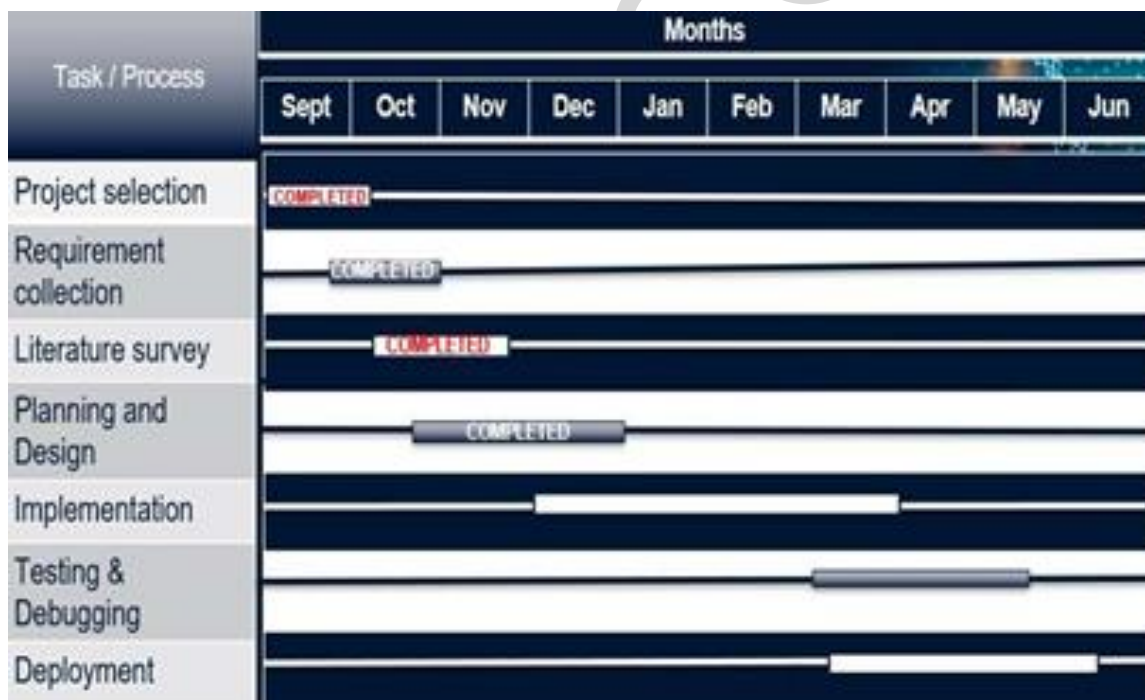 Months
Task / Process
Sept Oct Nov Dec Jan Feb Mar Apr May Jun
Project selection
COMPLETED
Requirement
collection
COMPLETED
Literature survey
COMPLETED
Planning and
Design
COMPLETED
Implementation
Testing &
Debugging
Deployment